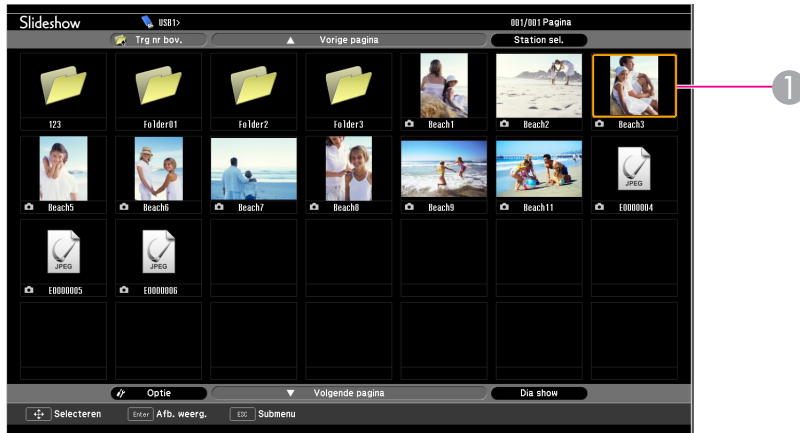 Slideshow USB1> 001/001 Pagina
Trg nr bov. Vorige pagina Station sel.
123 Folder01 Folder2 Folder3 Beach1 Beach2 Beach3
Beach5 Beach6 Beach7 Beach8 Beach9 Beach11 JPEG E0000004
JPEG JPEG
E0000005 E0000006
Optie Volgende pagina Dia show
Selecteren Enter Afb. weerg. ESC Submenu
1